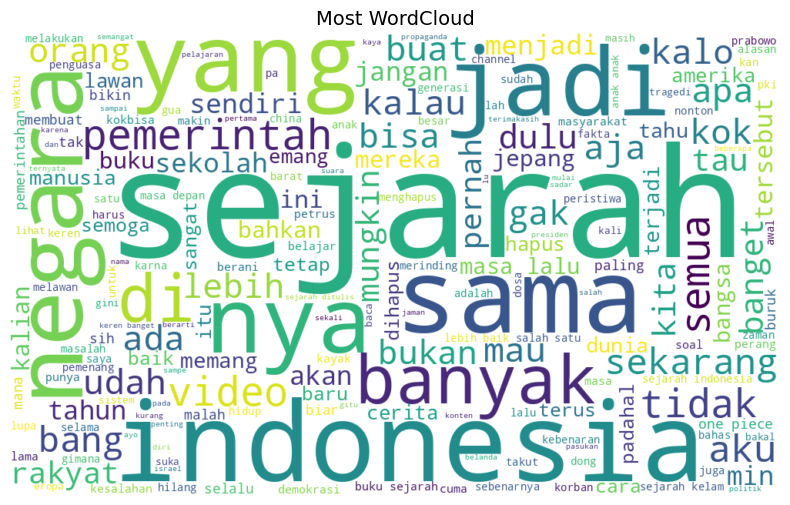 Most WordCloud
melakukan
semangat
pelajaran
kaya
propaganda
channel
masih
prabowo
alasan
orang
yang
buat
menjadi
jadi
kalo
kan
penguasa
lawan
jangan
sudah
amerika
pki
waktu
bikin
sendiri
kalau
generasi
lah
tragedi
anak anak
apa
membuat
sampai
kokbisa
gua
pa
makin
pertama
china
besar
masyarakat
nonton
karena
dan
tak
pemerintah
anak
bisa
dulu
aja
fakta
tahu
kok
tersebut
negara
pemerintahan
ternyata
buku
sekolah
emang
mereka
jepang
terimakasih
tau
beberapa
manusia
masa depan
barat
suara
pernah
lu
mulai
sadar
satu
harus
petrus
menghapus
sejarah
ini
sangat
mungkin
gak
peristiwa
terjadi
semua
banget
semoga
bahkan
belajar
hapus
presiden
kali
awal
lihat
keren
karna
berani
tetap
merinding
masa lalu
paling
kita
bangsa
buruk
melawan
nama
untuk
di
lebih
nya
dihapus
sama
adalah
dosa
jaman
salah
kalian
gini
itu
sejarah ditulis
sekali
baca
soal
zaman
perang
sih
ada
keren banget
berarti
kayak
bukan
lebih baik
salah satu
mau
dunia
sekarang
mana
masalah
saya
baik
memang
sampe
akan
banyak
masa
sejarah indonesia
pemenang
punya
udah
video
baru
tidak
lupa
sistem
pada
tahun
kurang
malah
hidup
biar
gitu
cerita
lalu
terus
padahal
one piece
bang
selama
ayo
penting
konten
kebenaran
bahas
bakal
aku
lama
gimana
suka
diri
indonesia
pasukan
takut
dong
juga
min
rakyat
eropa
israel
belanda
cara
politik
kesalahan
hilang
selalu
demokrasi
buku sejarah
cuma
sebenarnya
korban
sejarah kelam